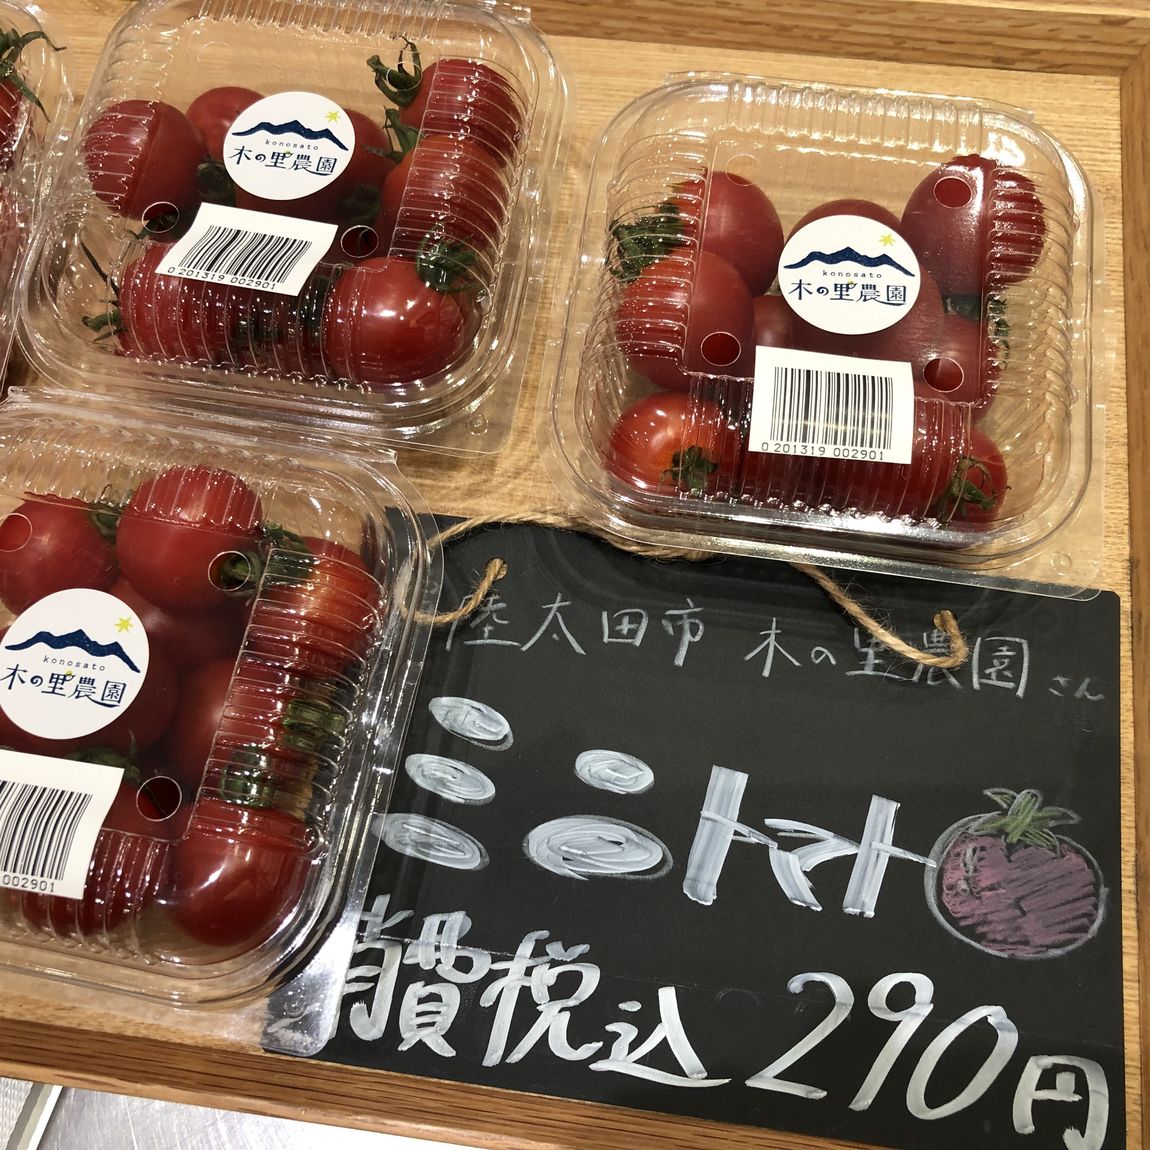 konosato
木の里農園
0 201319 002901
konosato
木の里農園
0 201319 002901
konosato
木の里農園
002901
陸太田市 木の里農園さん
ミニトマト
消費税込 290円